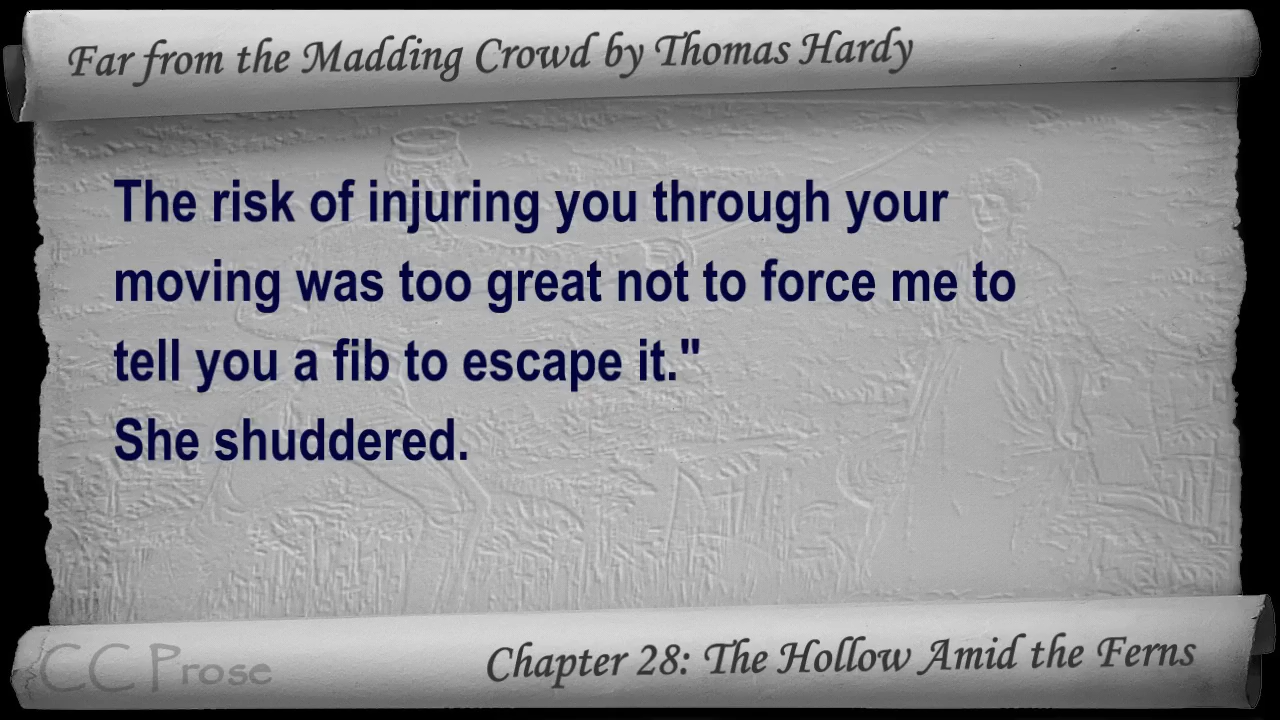 Far from the Madding Crowd by Thomas Hardy
The risk of injuring you through your
moving was too great not to force me to
tell you a fib to escape it."
She shuddered.
CC Prose
Chapter 28: The Hollow Amid the Ferns